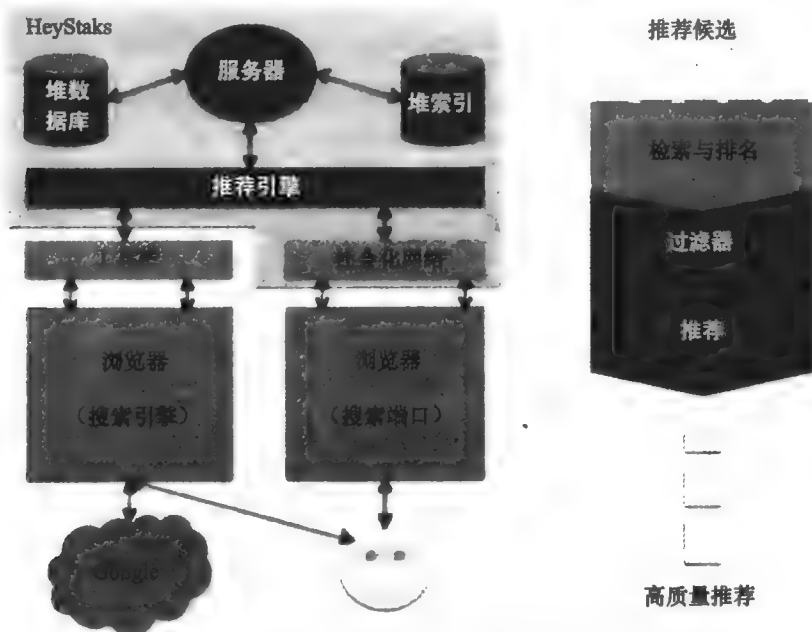 HeyStaks
服务器
堆数
据库
堆索引
推荐引擎
浏览器
（搜索引擎）
浏览器
（搜索端口）
Google
推荐候选
检索与排名
过滤器
推荐
高质量推荐